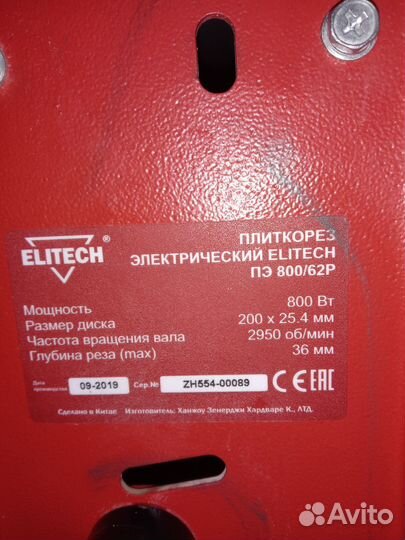 ELITECH®
ПЛИТКОРЕЗ
ЭЛЕКТРИЧЕСКИЙ ELITECH
ПЭ 800/62Р
Мощность 800 Вт
Размер диска 200 x 25.4 мм
Частота вращения вала 2950 об/мин
Глубина реза (max) 36 мм
Дата производства 09-2019 Сер.№ ZH554-00089 CE EAC
Сделано в Китае Изготовитель: Ханжоу Зенерджи Хардваре К., ЛТД.
Avito